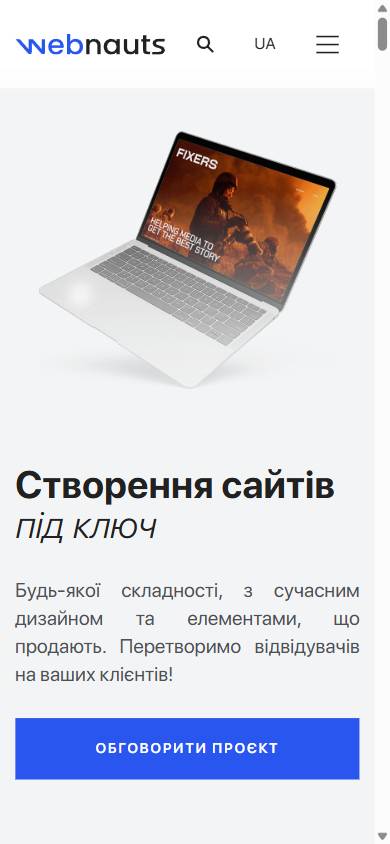 webnauts
UA
FIXERS
HELPING MEDIA TO
GET THE BEST STORY
Створення сайтів
під ключ
Будь-якої складності, з сучасним
дизайном та елементами, що
продають. Перетворимо відвідувачів
на ваших клієнтів!
ОБГОВОРИТИ ПРОЄКТ